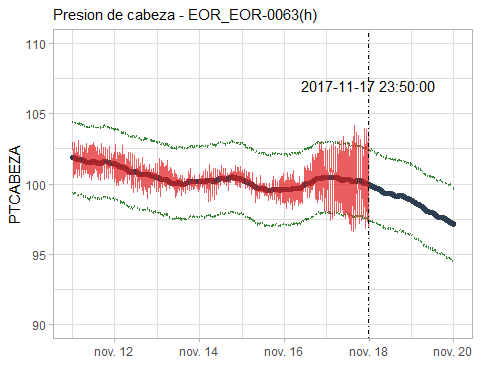 Presion de cabeza - EOR_EOR-0063(h)
110
2017-11-17 23:50:00
105
PTCABEZA
100
95
90
nov. 12
nov. 14
nov. 16
nov. 18
nov. 20